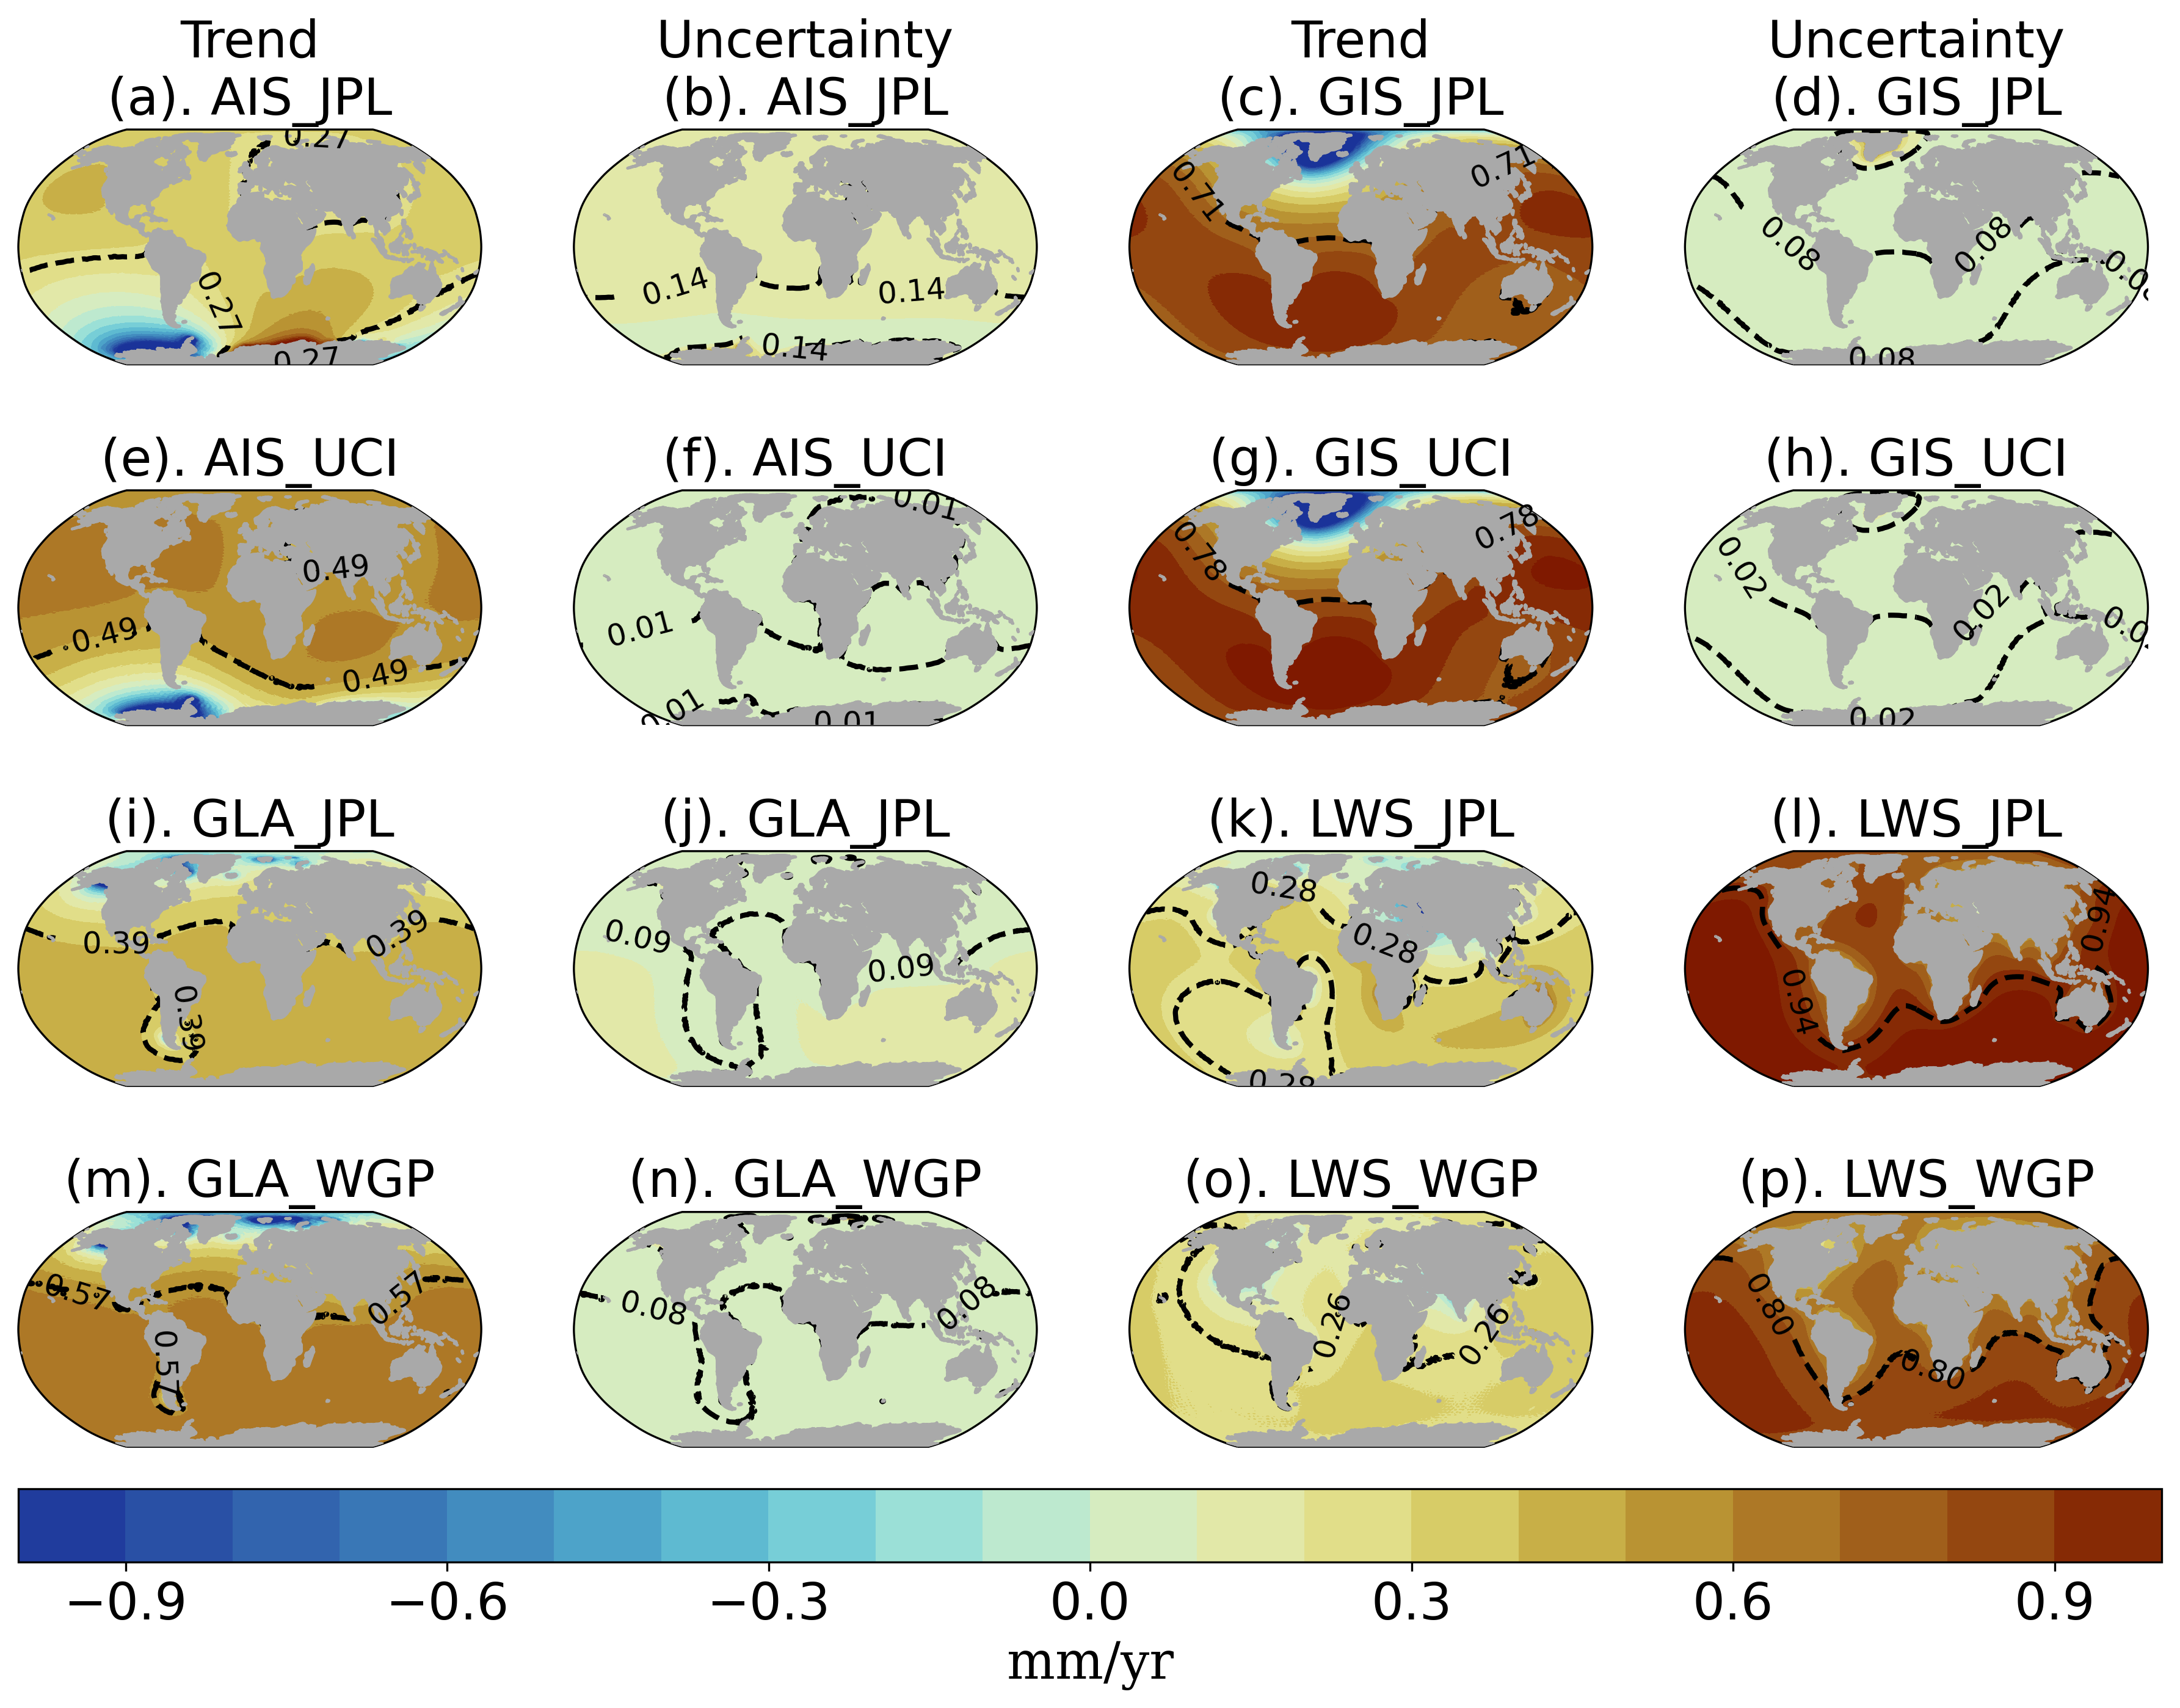 Trend Uncertainty Trend Uncertainty
(a). AIS_JPL (b). AIS_JPL (c). GIS_JPL (d). GIS_JPL
0.27 0.27 0.27
0.14 0.14 0.14
0.71 0.71
0.08 0.08 0.08
(e). AIS_UCI (f). AIS_UCI (g). GIS_UCI (h). GIS_UCI
0.49 0.49 0.49
0.01 0.01 0.01 0.01
0.78 0.78
0.02 0.02 0.02
(i). GLA_JPL (j). GLA_JPL (k). LWS_JPL (l). LWS_JPL
0.39 0.39 0.39
0.09 0.09
0.28 0.28 0.28
0.94 0.94
(m). GLA_WGP (n). GLA_WGP (o). LWS_WGP (p). LWS_WGP
0.57 0.57 0.57
0.08 0.08
0.26 0.26
0.80 0.80
−0.9 −0.6 −0.3 0.0 0.3 0.6 0.9
mm/yr